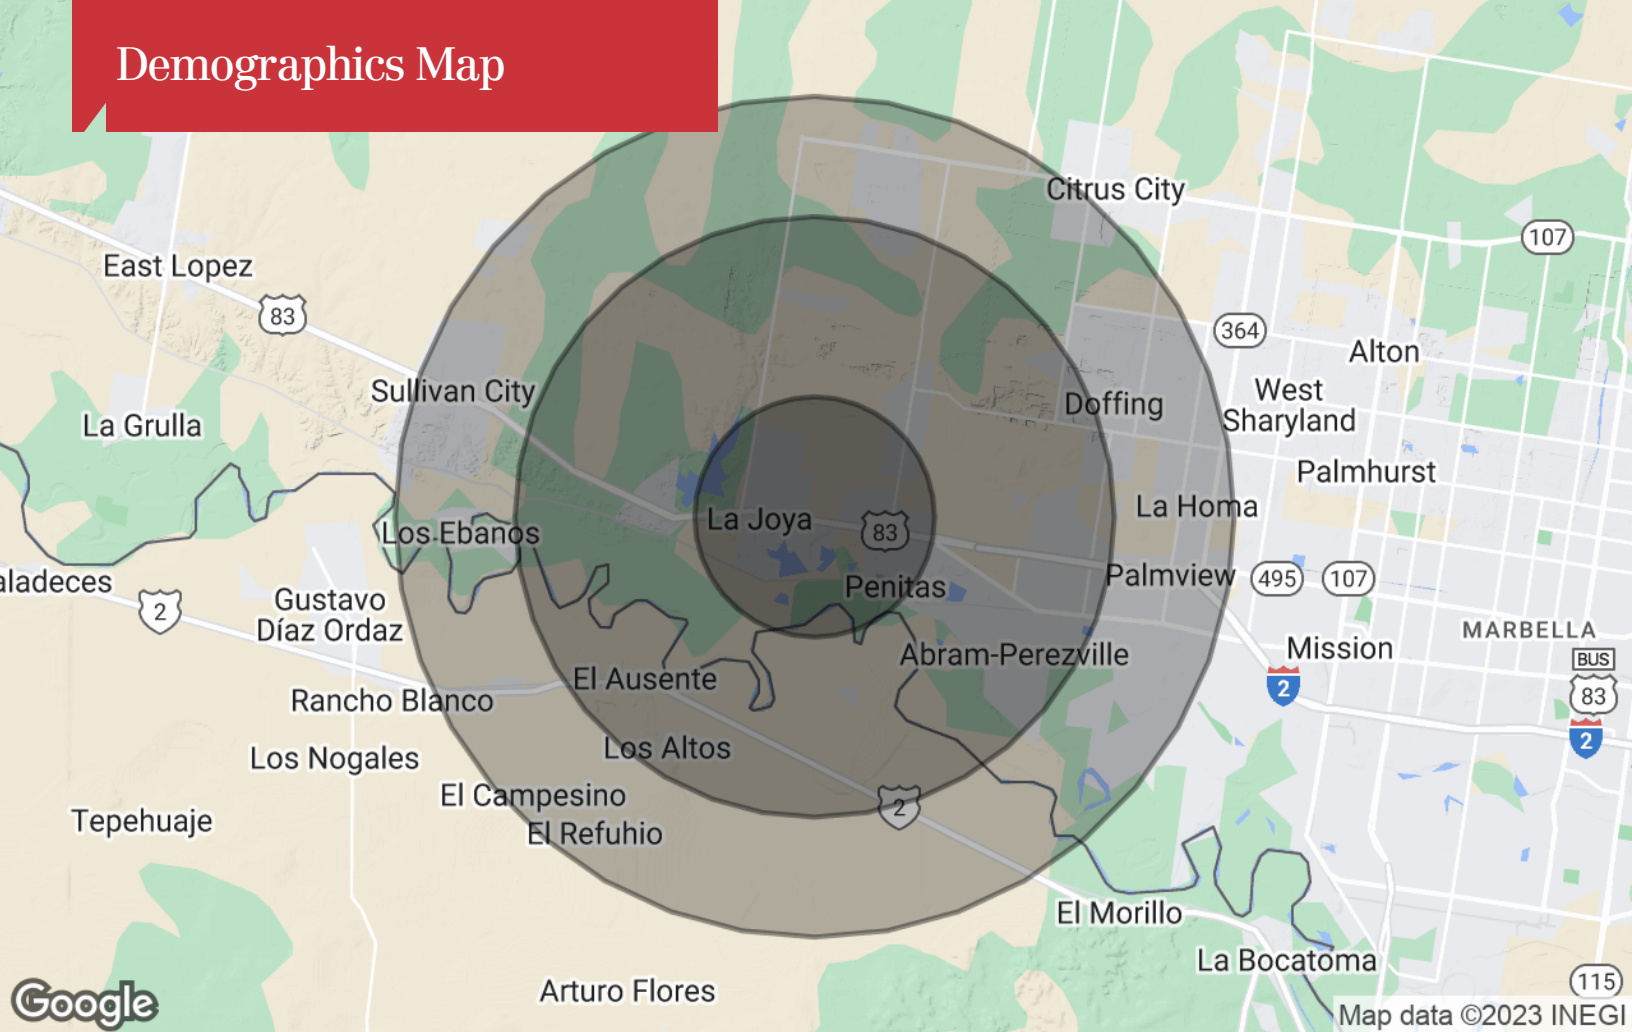 Demographics Map
Citrus City
107
East Lopez
83
364
Alton
Sullivan City
West
Sharyland
Doffing
La Grulla
Palmhurst
La Homa
La Joya
83
Los Ebanos
Palmview
495
107
aladeces
Penitas
2
Gustavo
Díaz Ordaz
MARBELLA
Mission
Abram-Perezville
BUS
83
El Ausente
2
Rancho Blanco
2
Los Altos
Los Nogales
El Campesino
2
Tepehuaje
El Refuhio
El Morillo
La Bocatoma
115
Arturo Flores
Google
Map data ©2023 INEGI